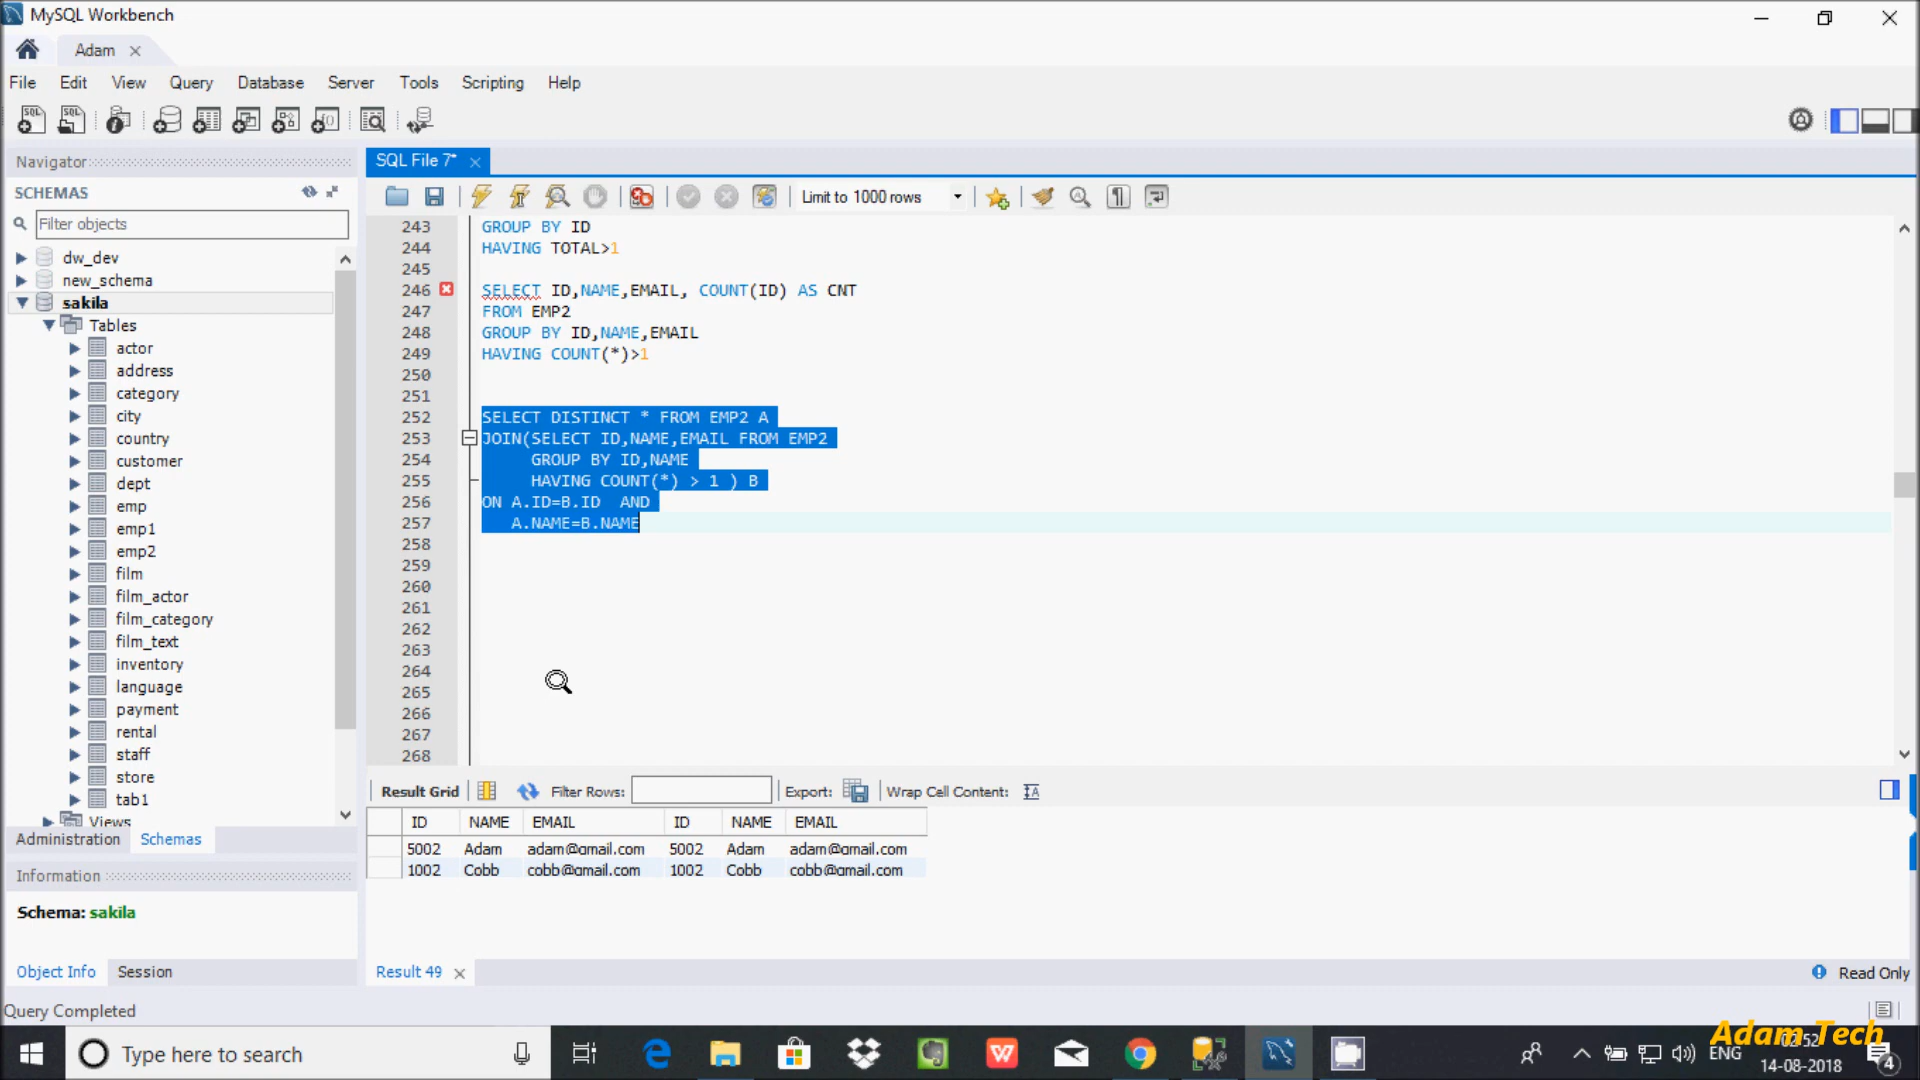 MySQL Workbench
Adam
File Edit View Query Database Server Tools Scripting Help
Navigator
SCHEMAS
Filter objects
dw_dev
new_schema
sakila
Tables
actor
address
category
city
country
customer
dept
emp
emp1
emp2
film
film_actor
film_category
film_text
inventory
language
payment
rental
staff
store
tab1
Views
Administration Schemas
Information
Schema: sakila
Object Info Session
SQL File 7*
Limit to 1000 rows
243 GROUP BY ID
244 HAVING TOTAL>1
245
246 SELECT ID,NAME,EMAIL, COUNT(ID) AS CNT
247 FROM EMP2
248 GROUP BY ID,NAME,EMAIL
249 HAVING COUNT(*)>1
250
251
252 SELECT DISTINCT * FROM EMP2 A
253 JOIN(SELECT ID,NAME,EMAIL FROM EMP2
254 GROUP BY ID,NAME
255 HAVING COUNT(*) > 1 ) B
256 ON A.ID=B.ID AND
257 A.NAME=B.NAME
258
259
260
261
262
263
264
265
266
267
268
Result Grid Filter Rows: Export: Wrap Cell Content:
ID NAME EMAIL ID NAME EMAIL
5002 Adam adam@gmail.com 5002 Adam adam@gmail.com
1002 Cobb cobb@gmail.com 1002 Cobb cobb@gmail.com
Result 49
Read Only
Query Completed
Type here to search
ENG
Adam Tech
02:52
14-08-2018
4